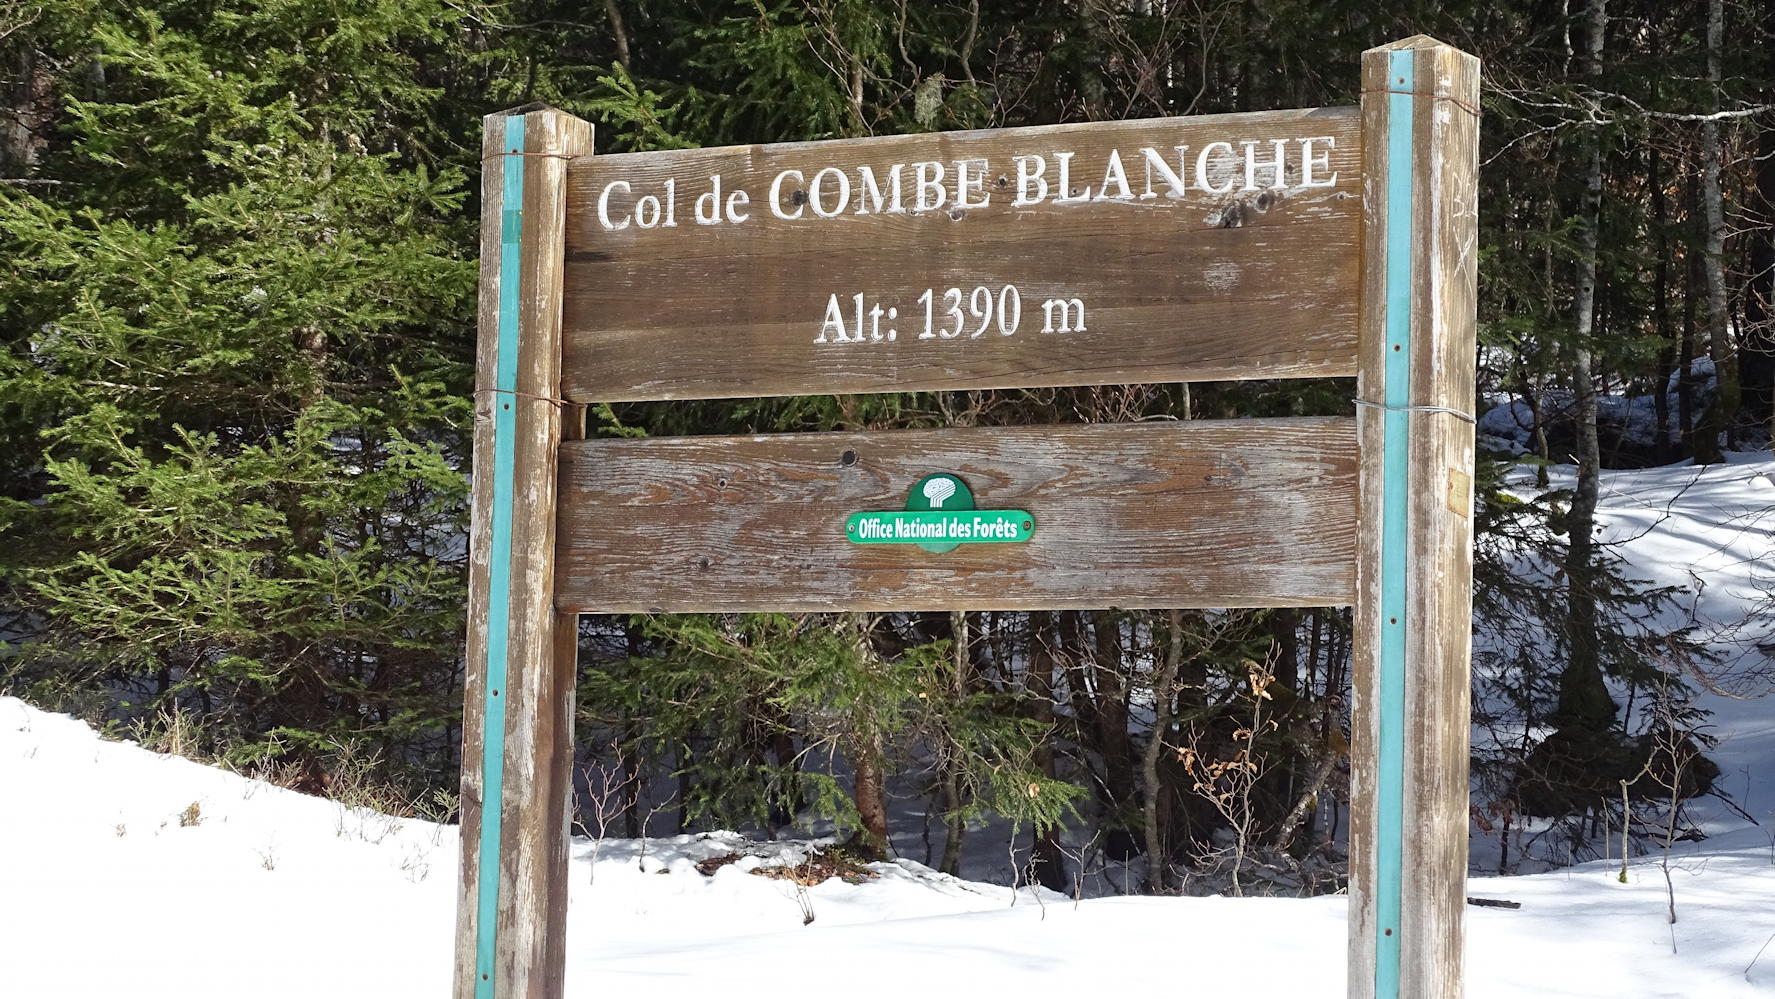 Col de COMBE BLANCHE
Alt: 1390 m
Office National des Forêts